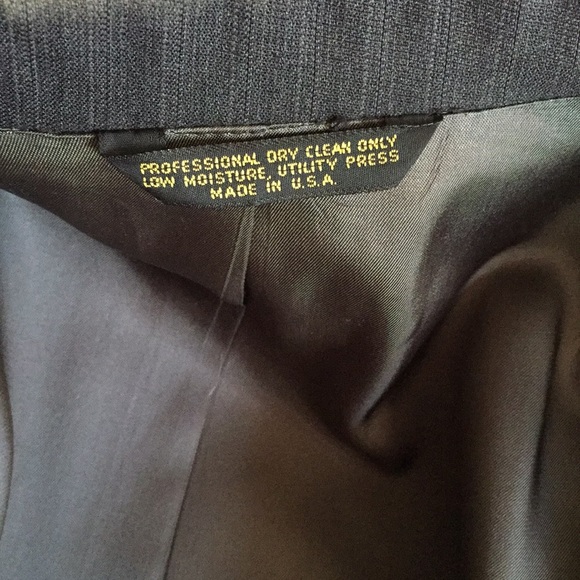 PROFESSIONAL DRY CLEAN ONLY
LOW MOISTURE, UTILITY PRESS
MADE IN U.S.A.